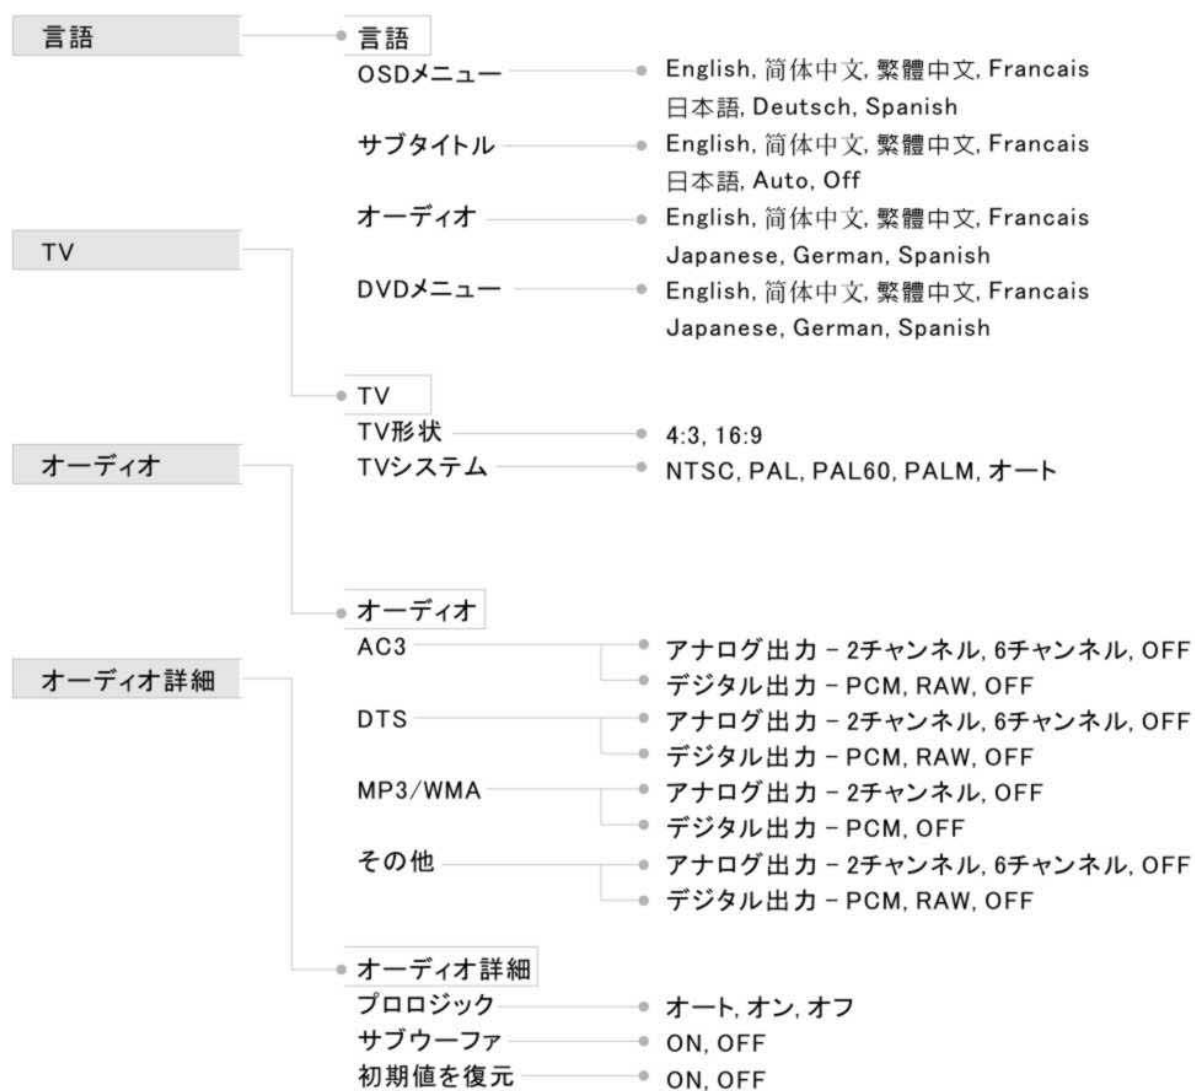 言語
言語
OSDメニュー English, 简体中文, 繁體中文, Francais
日本語, Deutsch, Spanish
サブタイトル English, 简体中文, 繁體中文, Francais
日本語, Auto, Off
オーディオ English, 简体中文, 繁體中文, Francais
Japanese, German, Spanish
DVDメニュー English, 简体中文, 繁體中文, Francais
Japanese, German, Spanish
TV
TV
TV形状 4:3, 16:9
TVシステム NTSC, PAL, PAL60, PALM, オート
オーディオ
オーディオ
AC3 アナログ出力 – 2チャンネル, 6チャンネル, OFF
デジタル出力 – PCM, RAW, OFF
DTS アナログ出力 – 2チャンネル, 6チャンネル, OFF
デジタル出力 – PCM, RAW, OFF
MP3/WMA アナログ出力 – 2チャンネル, OFF
デジタル出力 – PCM, OFF
その他 アナログ出力 – 2チャンネル, 6チャンネル, OFF
デジタル出力 – PCM, RAW, OFF
オーディオ詳細
オーディオ詳細
プロロジック オート, オン, オフ
サブウーファ ON, OFF
初期値を復元 ON, OFF